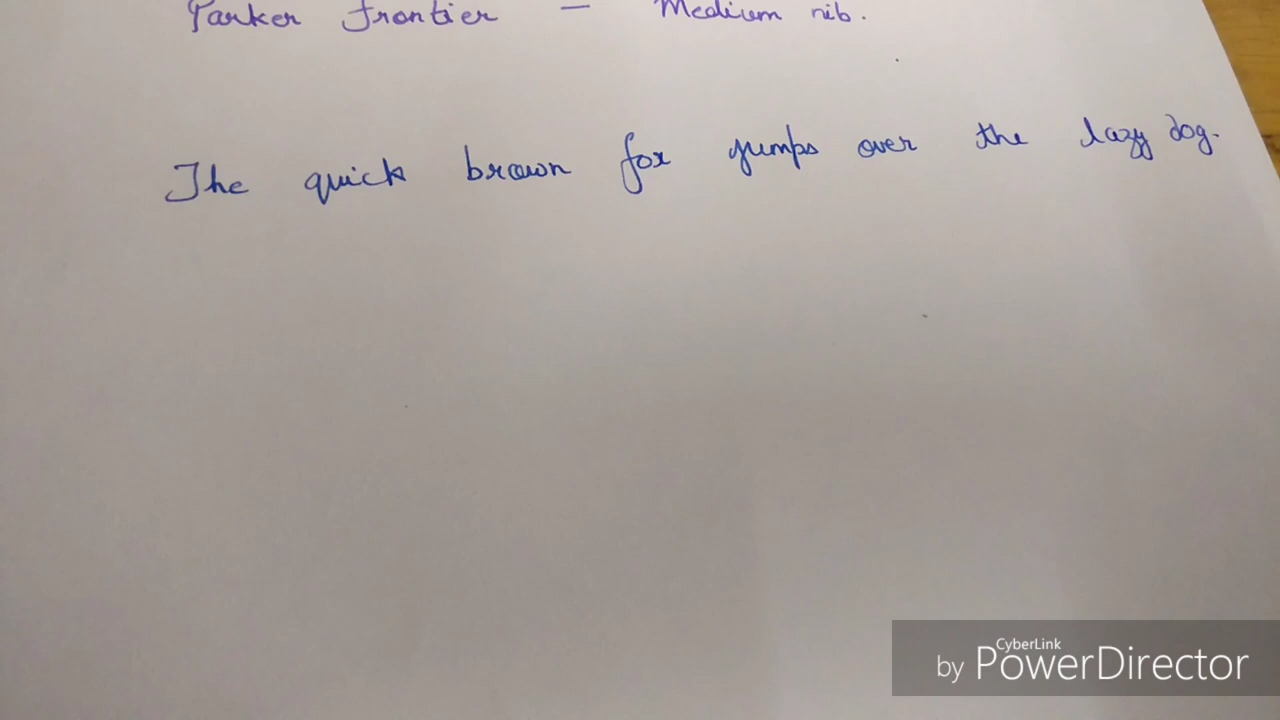 Parker Frontier — Medium nib.
The quick brown fox jumps over the lazy dog.
CyberLink
by PowerDirector